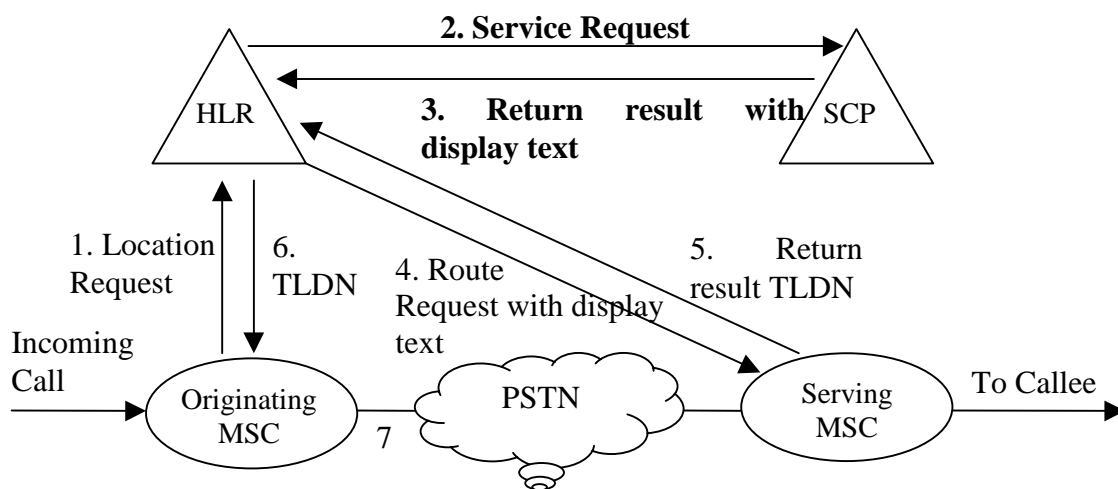 2. Service Request
HLR
SCP
3. Return result with
display text
1. Location
Request
6.
TLDN
4. Route
Request with display
text
5. Return
result TLDN
Incoming
Call
Originating
MSC
7
PSTN
Serving
MSC
To Callee